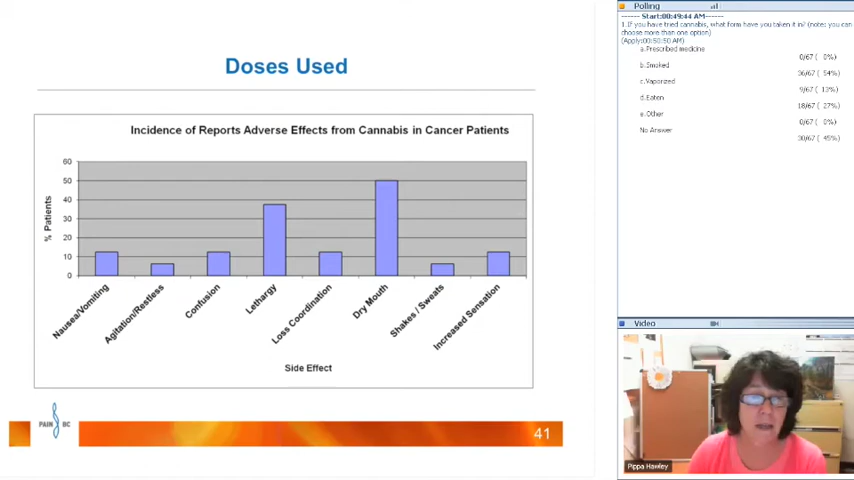 Doses Used
Incidence of Reports Adverse Effects from Cannabis in Cancer Patients
60
50
40
30
20
10
0
% Patients
Nausea/Vomiting
Agitation/Restless
Confusion
Lethargy
Loss Coordination
Dry Mouth
Shakes / Sweats
Increased Sensation
Side Effect
PAIN BC
41
Polling
------ Start:00:49:44 AM------
1.If you have tried cannabis, what form have you taken it in? (note: you can
choose more than one option)
(Apply:00:50:50 AM)
a.Prescribed medicine
0/67 ( 0%)
b.Smoked
36/67 ( 54%)
c.Vaporized
9/67 ( 13%)
d.Eaten
18/67 ( 27%)
e.Other
0/67 ( 0%)
No Answer
30/67 ( 45%)
Video
Pippa Hawley